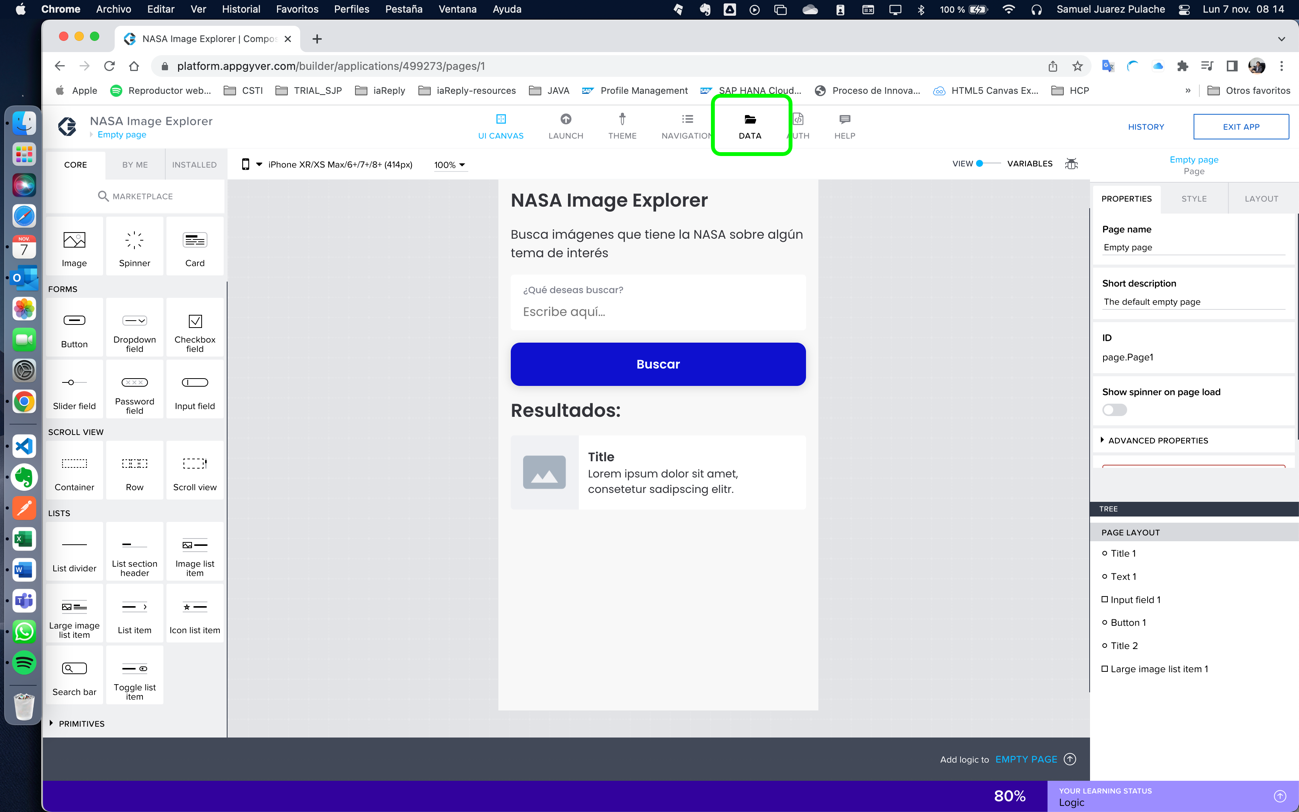 Chrome Archivo Editar Ver Historial Favoritos Perfiles Pestaña Ventana Ayuda 100 % Samuel Juarez Pulache Lun 7 nov. 08 14
NASA Image Explorer | Compo
platform.appgyver.com/builder/applications/499273/pages/1
Apple Reproductor web... CSTI TRIAL_SJP iaReply iaReply-resources JAVA Profile Management SAP HANA Cloud... Proceso de Innova... HTML5 Canvas Ex... HCP » Otros favoritos
NASA Image Explorer
Empty page
UI CANVAS LAUNCH THEME NAVIGATION DATA AUTH HELP
HISTORY EXIT APP
CORE BY ME INSTALLED
iPhone XR/XS Max/6+/7+/8+ (414px) 100% VIEW VARIABLES
MARKETPLACE
Image Spinner Card
FORMS
Button Dropdown field Checkbox field
Slider field Password field Input field
SCROLL VIEW
Container Row Scroll view
LISTS
List divider List section header Image list item
Large image list item List item Icon list item
Search bar Toggle list item
PRIMITIVES
NASA Image Explorer
Busca imágenes que tiene la NASA sobre algún
tema de interés
¿Qué deseas buscar?
Escribe aquí...
Buscar
Resultados:
Title
Lorem ipsum dolor sit amet,
consetetur sadipscing elitr.
Empty page
Page
PROPERTIES STYLE LAYOUT
Page name
Empty page
Short description
The default empty page
ID
page.Page1
Show spinner on page load
ADVANCED PROPERTIES
TREE
PAGE LAYOUT
Title 1
Text 1
Input field 1
Button 1
Title 2
Large image list item 1
Add logic to EMPTY PAGE
80%
YOUR LEARNING STATUS
Logic
NOV.
7